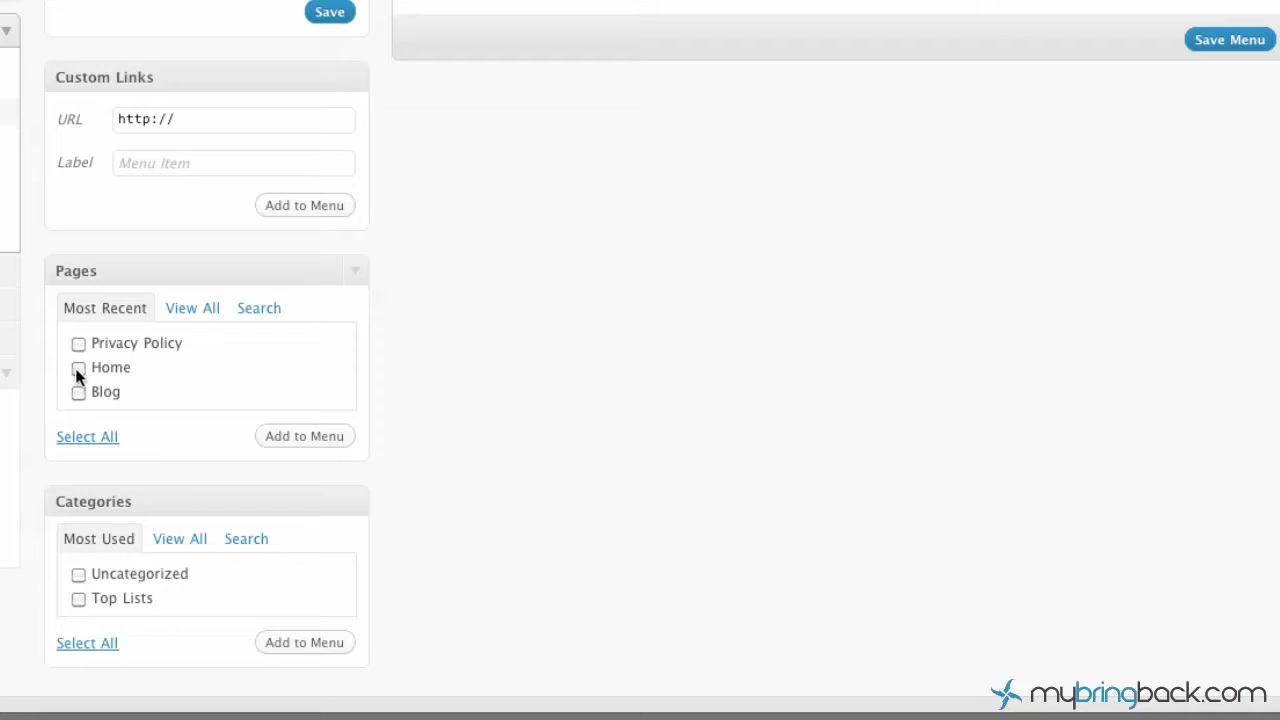 Save
Save Menu
Custom Links
URL http://
Label Menu Item
Add to Menu
Pages
Most Recent View All Search
Privacy Policy
Home
Blog
Select All Add to Menu
Categories
Most Used View All Search
Uncategorized
Top Lists
Select All Add to Menu
mybringback.com